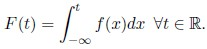 F(t) = ∫_{-∞}^{t} f(x)dx ∀t ∈ ℝ.